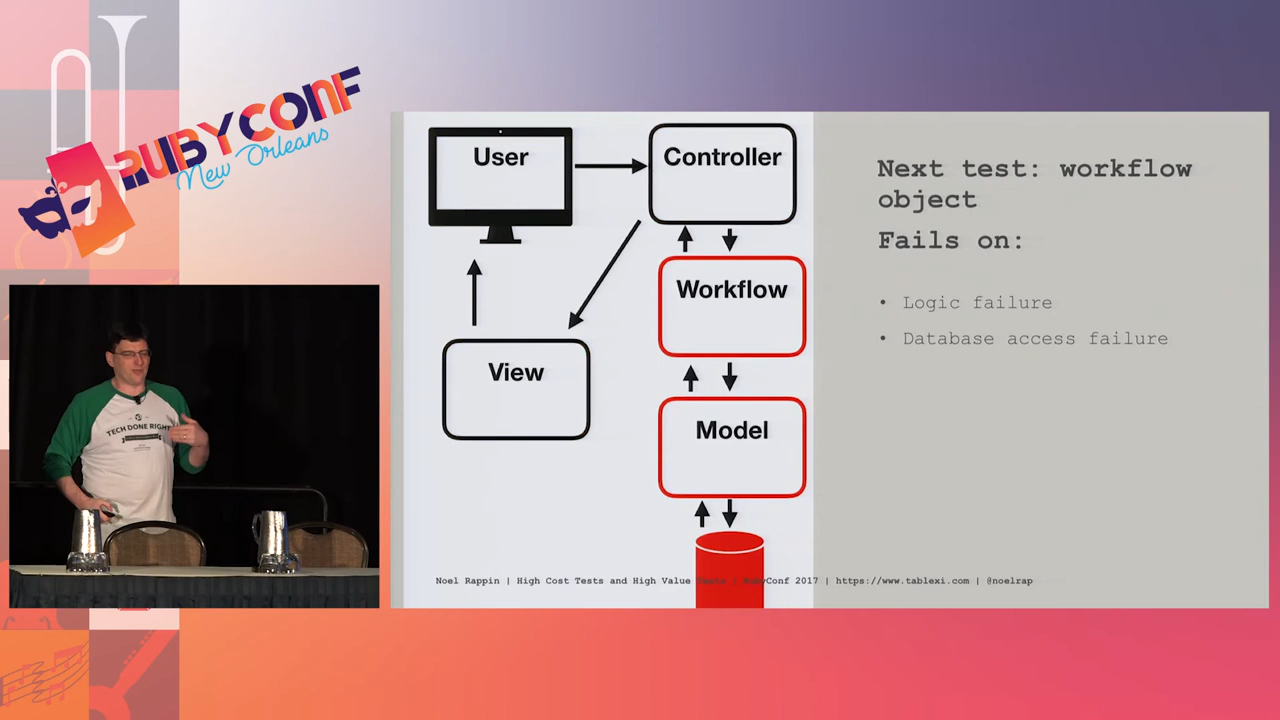 RUBYCONF
New Orleans
TECH DONE RIGHT
User
Controller
Workflow
View
Model
Next test: workflow
object
Fails on:
• Logic failure
• Database access failure
Noel Rappin | High Cost Tests and High Value Tests | RubyConf 2017 | https://www.tablexi.com | @noelrap